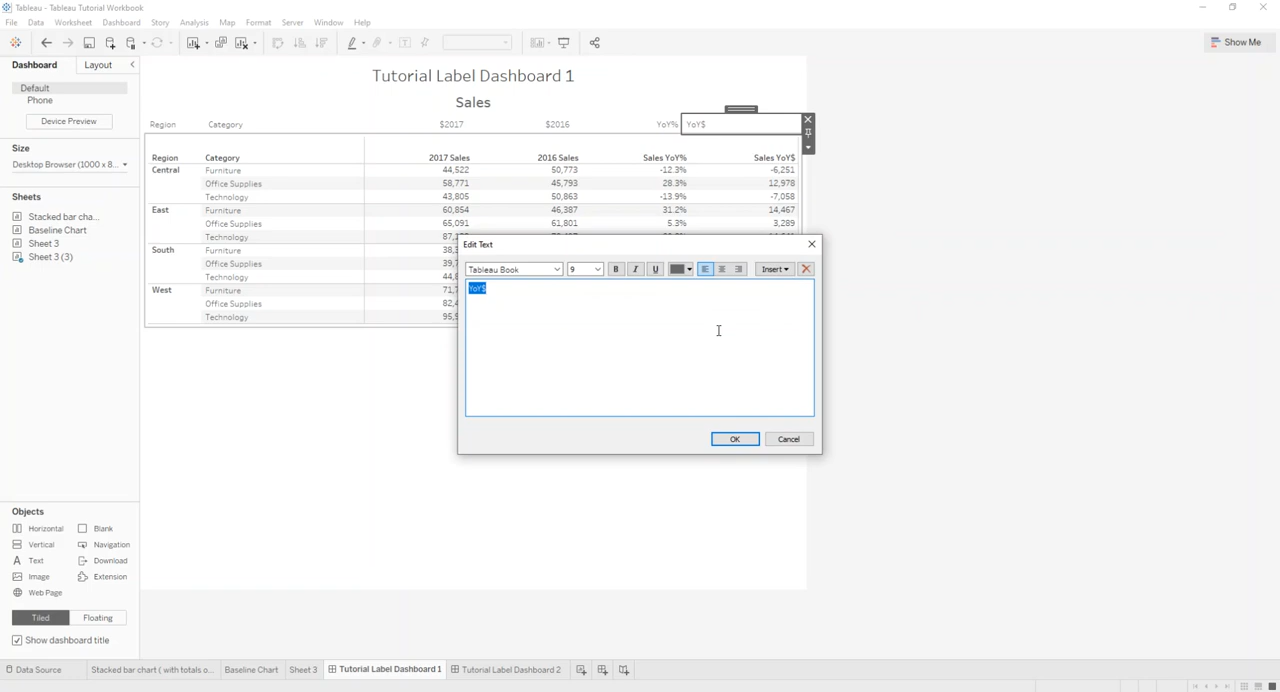 Tableau - Tableau Tutorial Workbook
File Data Worksheet Dashboard Story Analysis Map Format Server Window Help
Show Me
Dashboard Layout
Default
Phone
Device Preview
Size
Desktop Browser (1000 x 8...
Sheets
Stacked bar cha...
Baseline Chart
Sheet 3
Sheet 3 (3)
Tutorial Label Dashboard 1
Sales
Region Category $2017 $2016 YoY% YoY$
Region Category 2017 Sales 2016 Sales Sales YoY% Sales YoY$
Central Furniture 44,522 50,773 -12.3% -6,251
Office Supplies 58,771 45,793 28.3% 12,978
Technology 43,805 50,863 -13.9% -7,058
East Furniture 60,854 46,387 31.2% 14,467
Office Supplies 65,091 61,801 5.3% 3,289
Technology
South Furniture
Office Supplies
Technology
West Furniture
Office Supplies
Technology
Edit Text
Tableau Book 9 B I U Insert
YoY$
OK Cancel
Objects
Horizontal Blank
Vertical Navigation
A Text Download
Image Extension
Web Page
Tiled Floating
Show dashboard title
Data Source Stacked bar chart ( with totals o... Baseline Chart Sheet 3 Tutorial Label Dashboard 1 Tutorial Label Dashboard 2